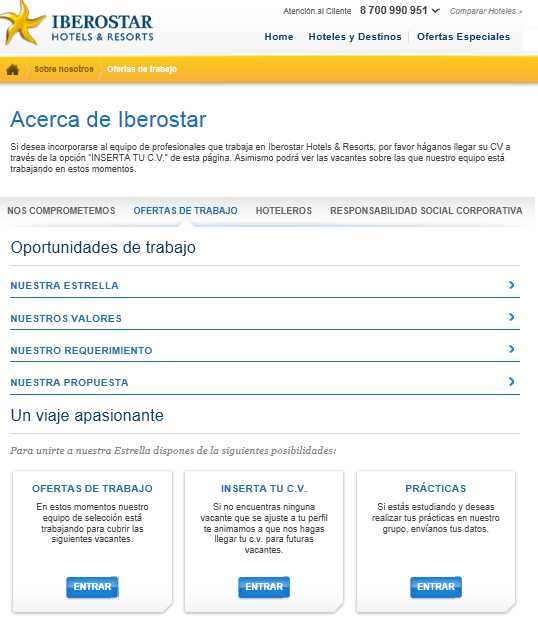 IBEROSTAR
HOTELS & RESORTS
Atención al Cliente 8 700 990 951 Comparar Hoteles
Home Hoteles y Destinos Ofertas Especiales
Sobre nosotros Ofertas de trabajo
Acerca de Iberostar
Si desea incorporarse al equipo de profesionales que trabaja en Iberostar Hotels & Resorts, por favor háganos llegar su CV a
través de la opción "INSERTA TU C.V." de esta página. Asimismo podrá ver las vacantes sobre las que nuestro equipo está
trabajando en estos momentos.
NOS COMPROMETEMOS OFERTAS DE TRABAJO HOTELEROS RESPONSABILIDAD SOCIAL CORPORATIVA
Oportunidades de trabajo
NUESTRA ESTRELLA
NUESTROS VALORES
NUESTRO REQUERIMIENTO
NUESTRA PROPUESTA
Un viaje apasionante
Para unirte a nuestra Estrella dispones de la siguientes posibilidades:
OFERTAS DE TRABAJO
En estos momentos nuestro
equipo de selección está
trabajando para cubrir las
siguientes vacantes.
ENTRAR
INSERTA TU C.V.
Si no encuentras ninguna
vacante que se ajuste a tu perfil
te animamos a que nos hagas
llegar tu c.v. para futuras
vacantes.
ENTRAR
PRÁCTICAS
Si estás estudiando y deseas
realizar tus prácticas en nuestro
grupo, envíanos tus datos.
ENTRAR